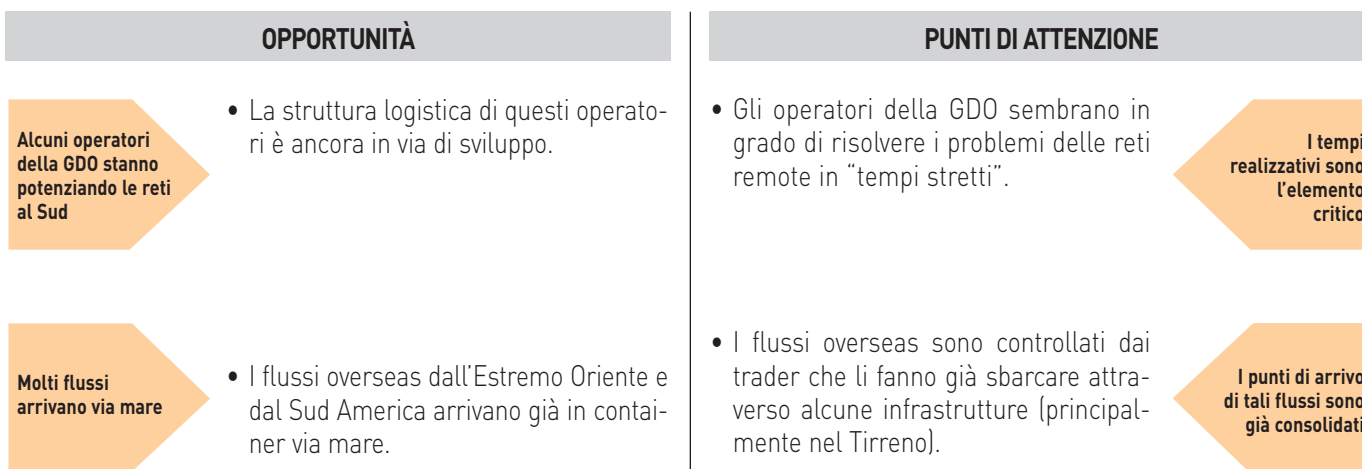 OPPORTUNITÀ
Alcuni operatori
della GDO stanno
potenziando le reti
al Sud
• La struttura logistica di questi operato-
ri è ancora in via di sviluppo.
Molti flussi
arrivano via mare
• I flussi overseas dall'Estremo Oriente e
dal Sud America arrivano già in contai-
ner via mare.
PUNTI DI ATTENZIONE
• Gli operatori della GDO sembrano in
grado di risolvere i problemi delle reti
remote in “tempi stretti”.
I tempi
realizzativi sono
l'elemento
critico
• I flussi overseas sono controllati dai
trader che li fanno già sbarcare attra-
verso alcune infrastrutture (principal-
mente nel Tirreno).
I punti di arrivo
di tali flussi sono
già consolidati